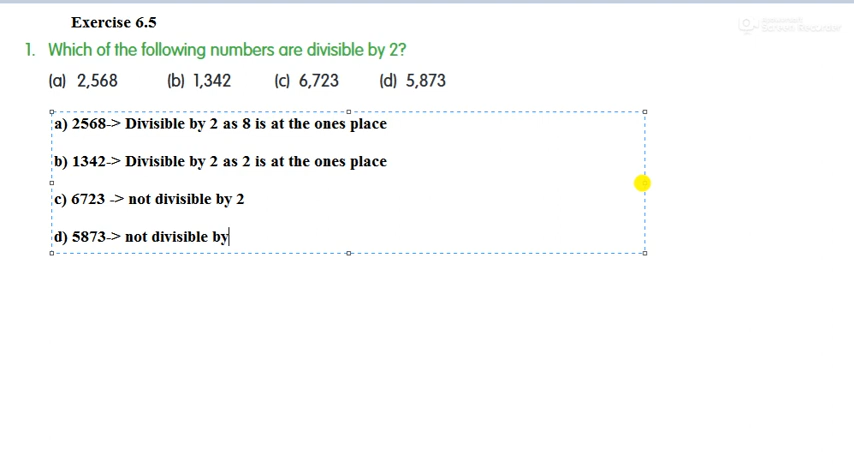 Exercise 6.5
1. Which of the following numbers are divisible by 2?
(a) 2,568 (b) 1,342 (c) 6,723 (d) 5,873
a) 2568-> Divisible by 2 as 8 is at the ones place
b) 1342-> Divisible by 2 as 2 is at the ones place
c) 6723 -> not divisible by 2
d) 5873-> not divisible by
Screen Recorder